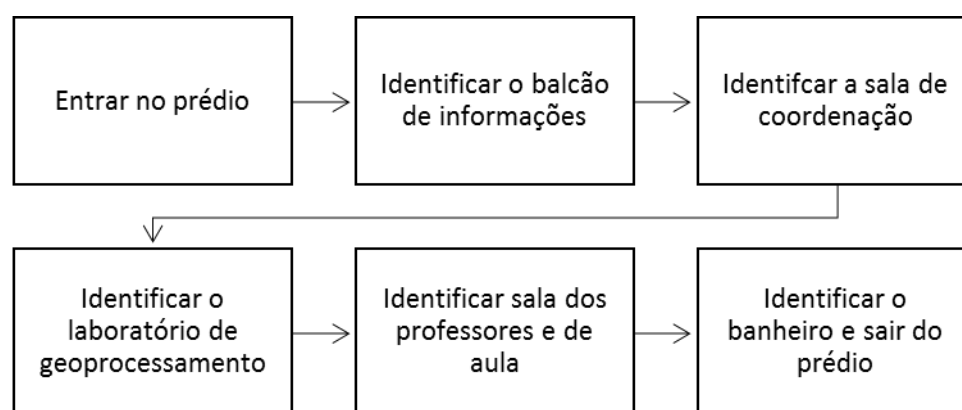 Entrar no prédio
Identificar o balcão
de informações
Identifcar a sala de
coordenação
Identificar o
laboratório de
geoprocessamento
Identificar sala dos
professores e de
aula
Identificar o
banheiro e sair do
prédio